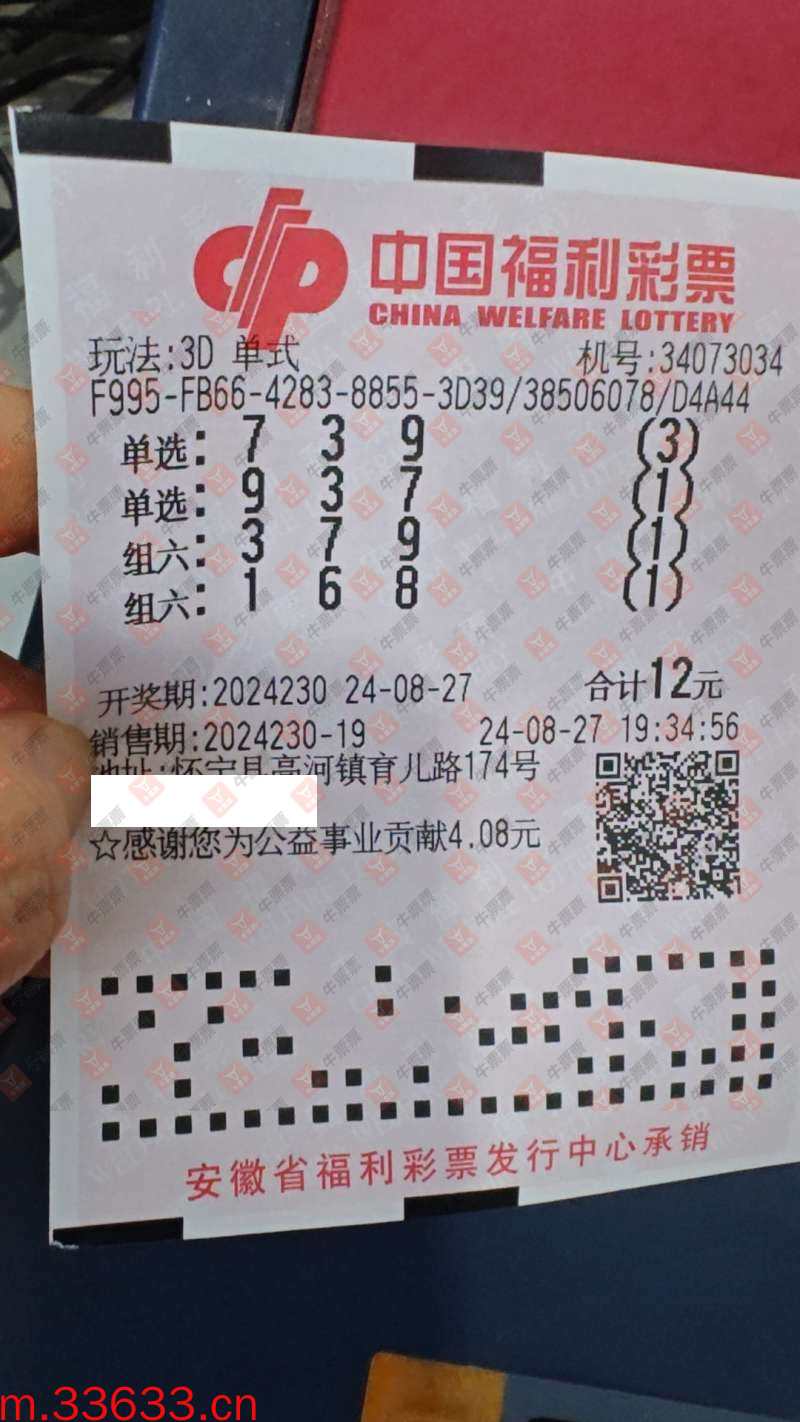 中国福利彩票
CHINA WELFARE LOTTERY
玩法:3D 单式 机号:34073034
F995-FB66-4283-8855-3D39/38506078/D4A44
单选: 7 3 9 (3)
单选: 9 3 7 (1)
组六: 3 7 9 (1)
组六: 1 6 8 (1)
开奖期:2024230 24-08-27 合计12元
销售期:2024230-19 24-08-27 19:34:56
地址:怀宁县高河镇育儿路174号
☆感谢您为公益事业贡献4.08元
安徽省福利彩票发行中心承销
牛票票
m.33633.cn